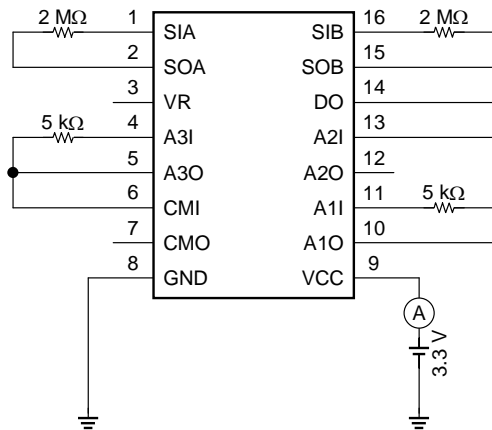 2 MΩ 1 SIA SIB 16 2 MΩ
2 SOA SOB 15
3 VR DO 14
5 kΩ 4 A3I A2I 13
5 A3O A2O 12
6 CMI A1I 11 5 kΩ
7 CMO A1O 10
8 GND VCC 9
A
3.3 V